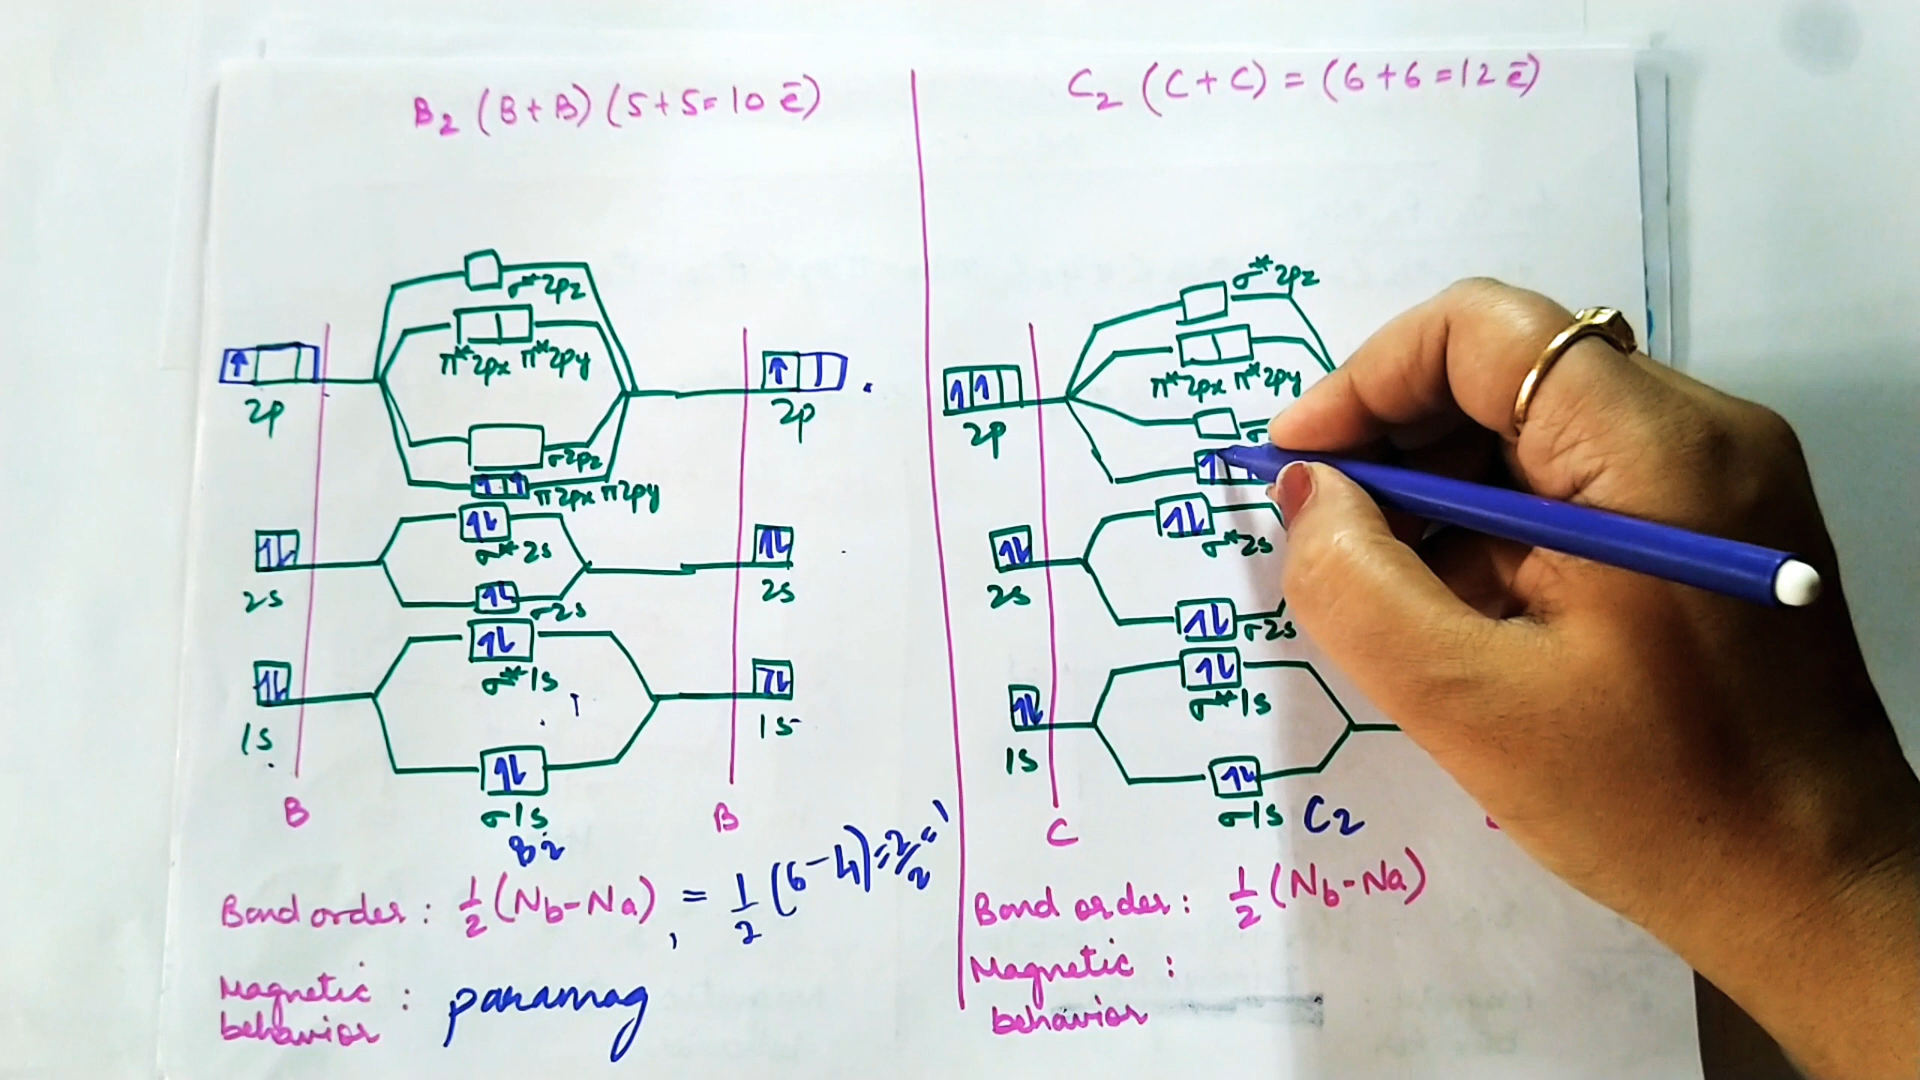 B₂ (B+B) (5+5=10 ē)
σ*2pz
π*2px π*2py
2p
2p
σ2pz
π2px π2py
σ*2s
2s
2s
σ2s
σ*1s
1s
1s
σ1s
B
B₂
B
Bond order : 1/2 (Nb-Na) , = 1/2 (6-4) = 2/2 = 1
Magnetic : paramag
behavior
C₂ (C+C) = (6+6=12 ē)
σ*2pz
π*2px π*2py
2p
σ*2s
2s
σ2s
σ*1s
1s
σ1s
C
C2
Bond order : 1/2 (Nb-Na)
Magnetic :
behavior